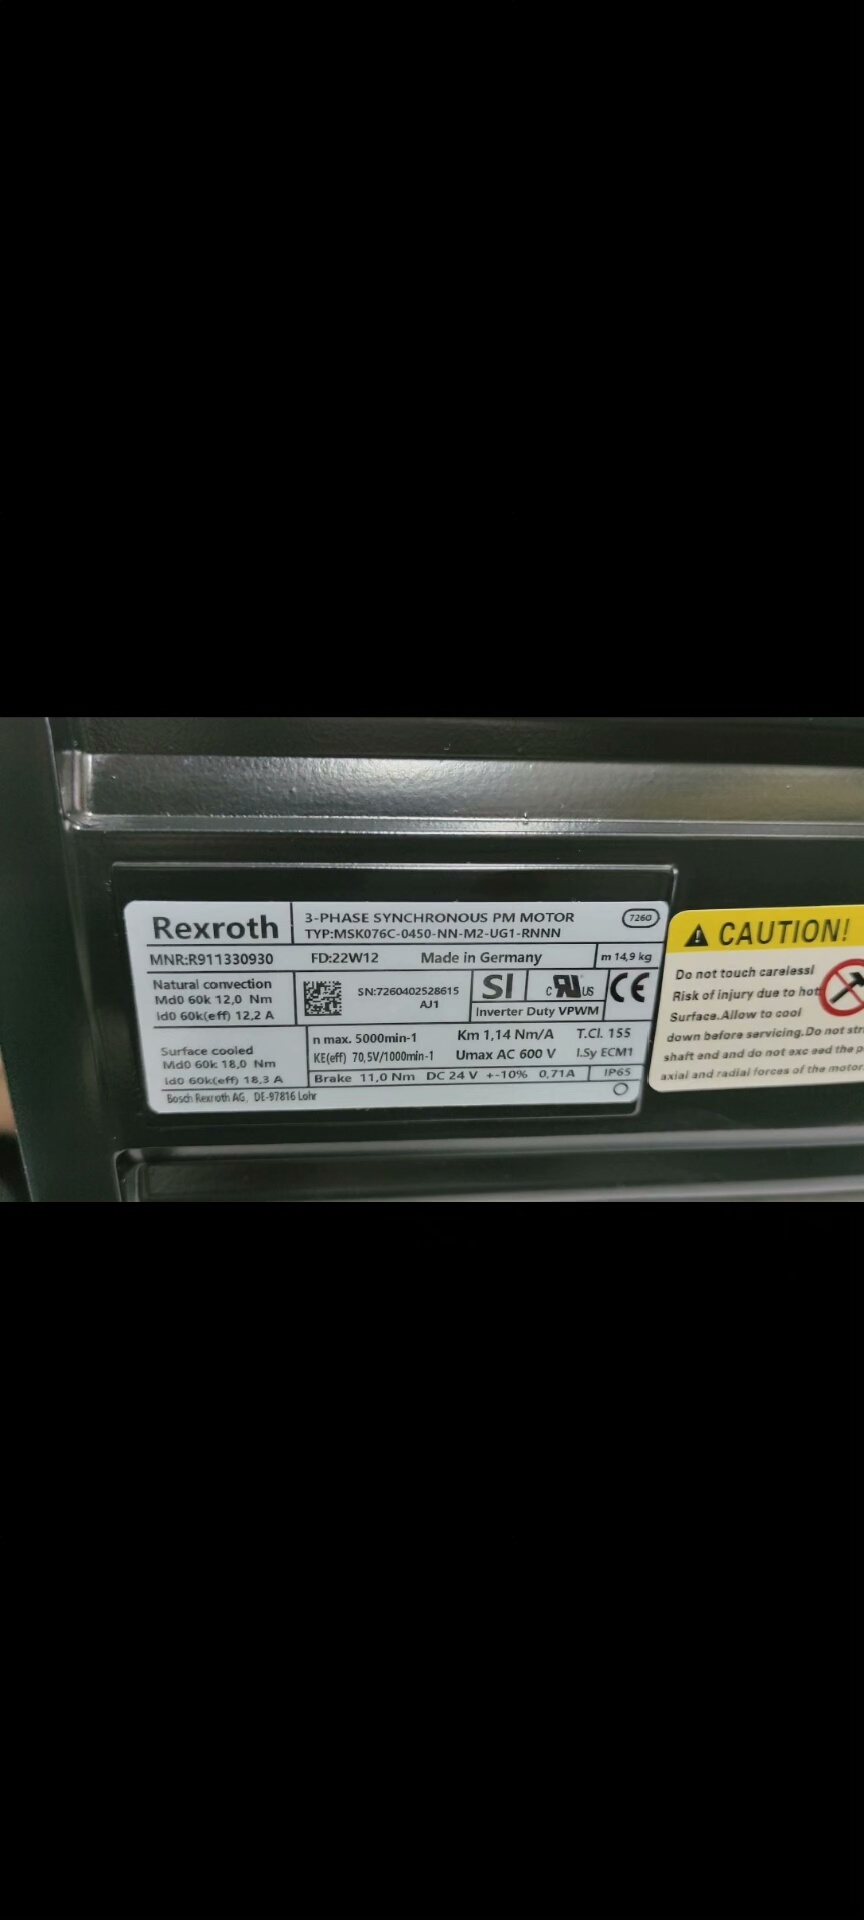 Rexroth
3-PHASE SYNCHRONOUS PM MOTOR
7260
TYP:MSK076C-0450-NN-M2-UG1-RNNN
MNR:R911330930 FD:22W12 Made in Germany m 14,9 kg
Natural convection
Md0 60k 12,0 Nm
Id0 60k(eff) 12,2 A
SN:7260402528615
AJ1
SI
c RU US
CE
Inverter Duty VPWM
Surface cooled
Md0 60k 18,0 Nm
Id0 60k(eff) 18,3 A
n max. 5000min-1 Km 1,14 Nm/A T.Cl. 155
KE(eff) 70,5V/1000min-1 Umax AC 600 V I.Sy ECM1
Brake 11,0 Nm DC 24 V +-10% 0,71A IP65
Bosch Rexroth AG, DE-97816 Lohr
CAUTION!
Do not touch careless!
Risk of injury due to hot
Surface.Allow to cool
down before servicing.Do not
shaft end and do not exceed the
axial and radial forces of the motor.